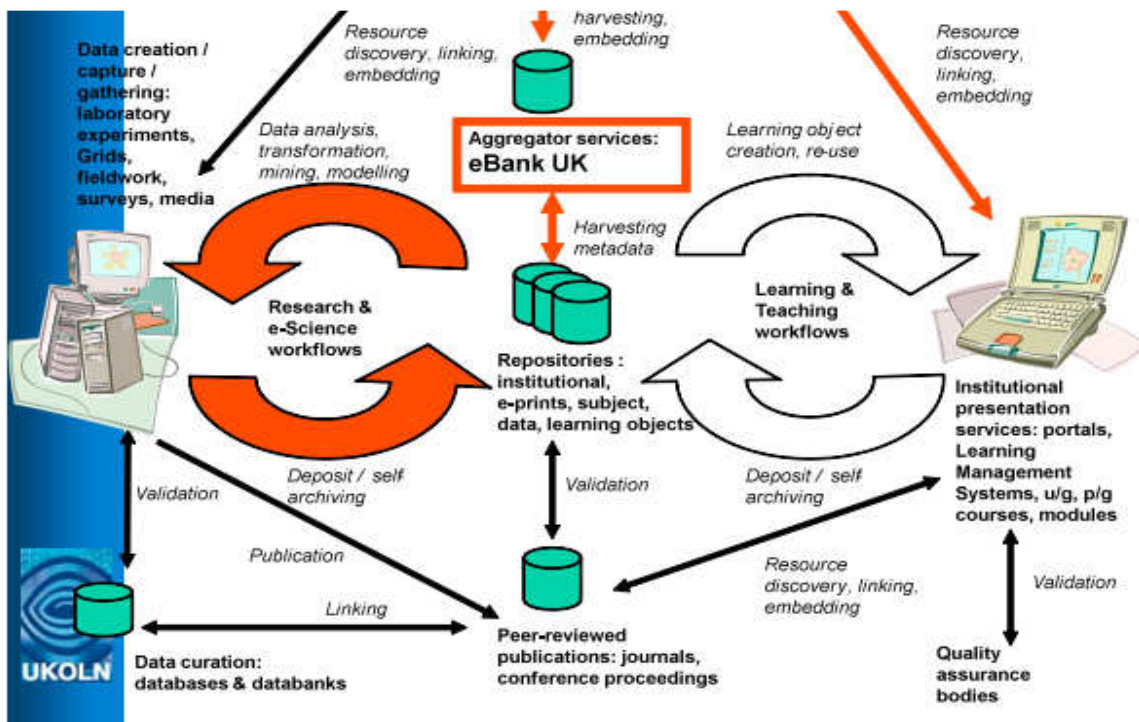 harvesting,
embedding
Resource
discovery, linking,
embedding
Resource
discovery,
linking,
embedding
Data creation /
capture /
gathering:
laboratory
experiments,
Grids,
fieldwork,
surveys, media
Data analysis,
transformation,
mining, modelling
Aggregator services:
eBank UK
Learning object
creation, re-use
Harvesting
metadata
Research &
e-Science
workflows
Learning &
Teaching
workflows
Repositories :
institutional,
e-prints, subject,
data, learning objects
Institutional
presentation
services: portals,
Learning
Management
Systems, u/g, p/g
courses, modules
Deposit / self
archiving
Deposit / self
archiving
Validation
Validation
Publication
Resource
discovery, linking,
embedding
Validation
Linking
UKOLN
Data curation:
databases & databanks
Peer-reviewed
publications: journals,
conference proceedings
Quality
assurance
bodies